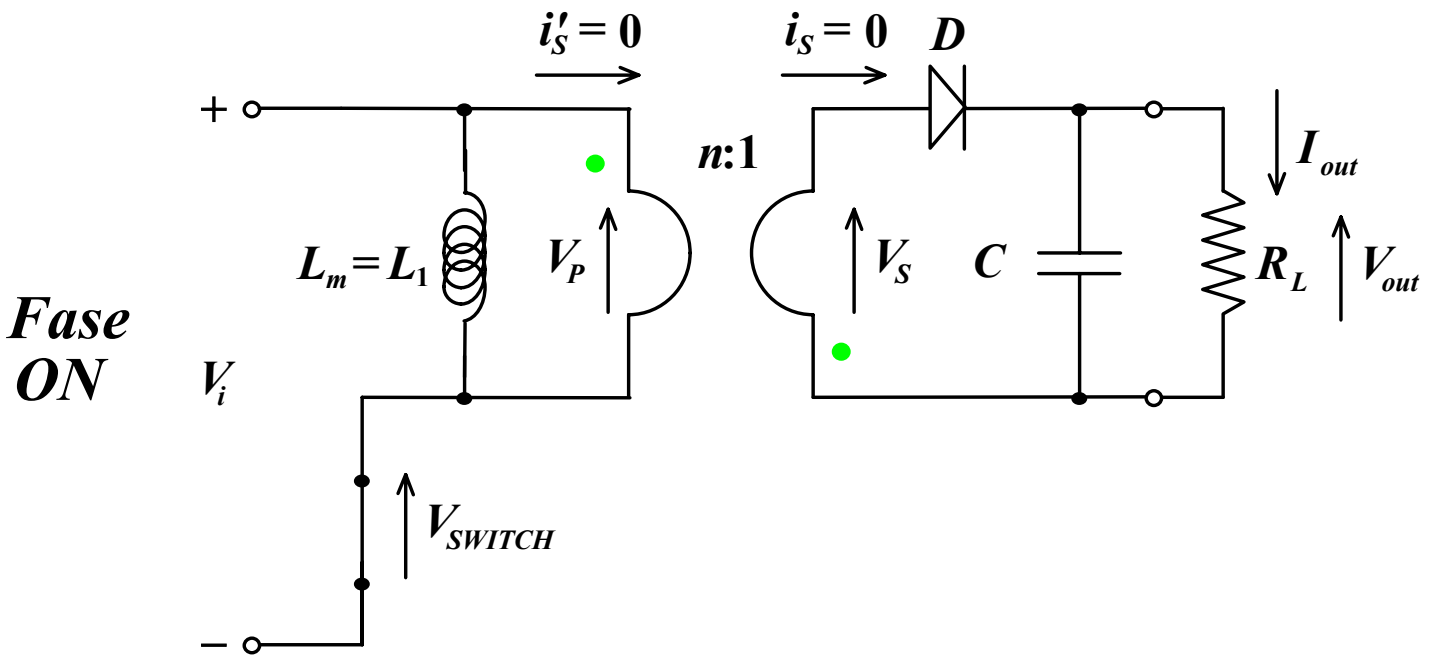 i′S = 0
iS = 0
D
+
n:1
Iout
Lm = L1
VP
VS
C
RL
Vout
Fase
ON
Vi
VSWITCH
−